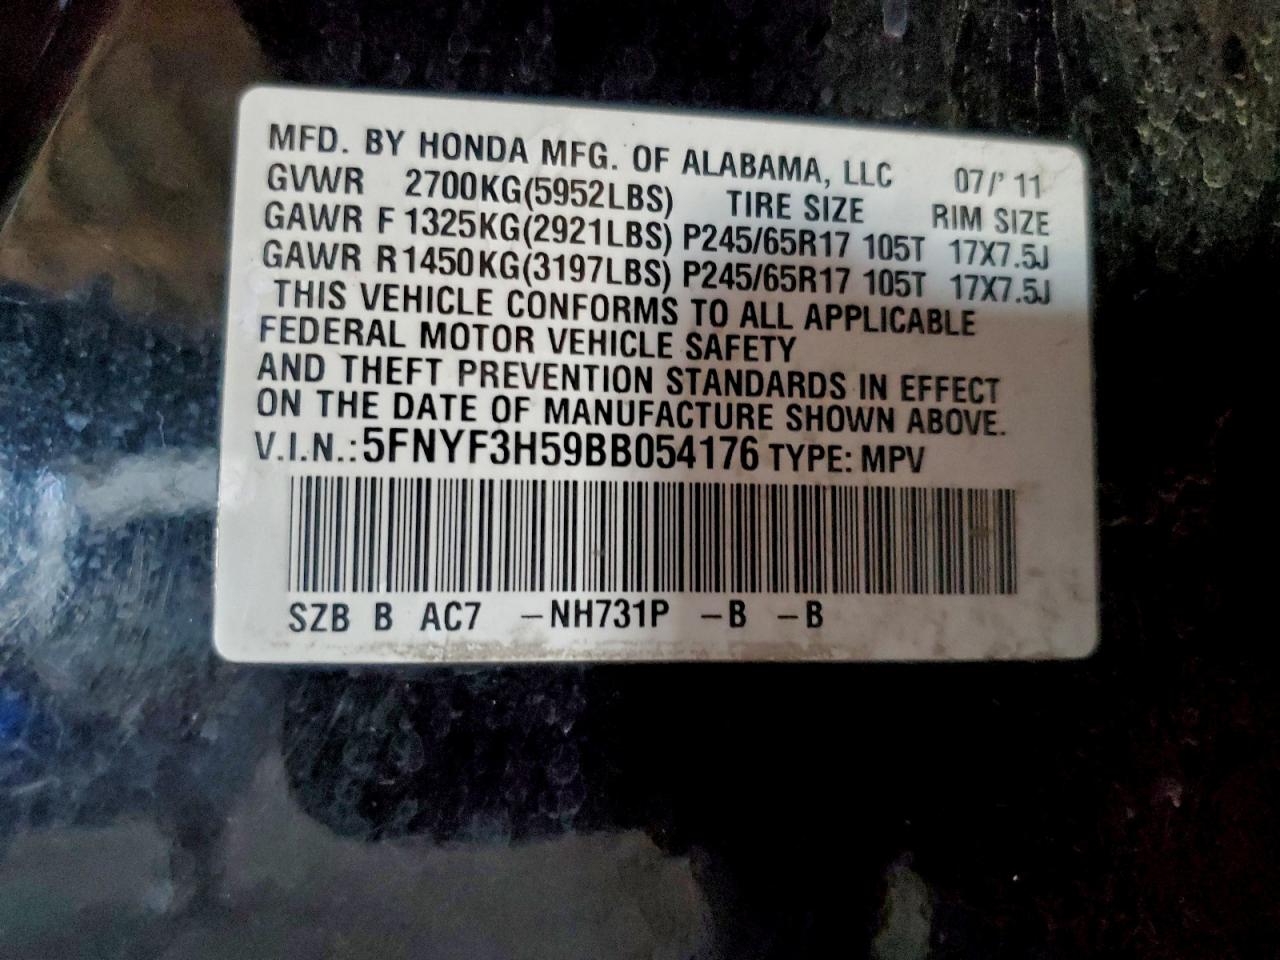 MFD. BY HONDA MFG. OF ALABAMA, LLC 07/' 11
GVWR 2700KG(5952LBS) TIRE SIZE RIM SIZE
GAWR F 1325KG(2921LBS) P245/65R17 105T 17X7.5J
GAWR R 1450KG(3197LBS) P245/65R17 105T 17X7.5J
THIS VEHICLE CONFORMS TO ALL APPLICABLE
FEDERAL MOTOR VEHICLE SAFETY
AND THEFT PREVENTION STANDARDS IN EFFECT
ON THE DATE OF MANUFACTURE SHOWN ABOVE.
V.I.N.: 5FNYF3H59BB054176 TYPE: MPV
SZB B AC7 –NH731P –B –B